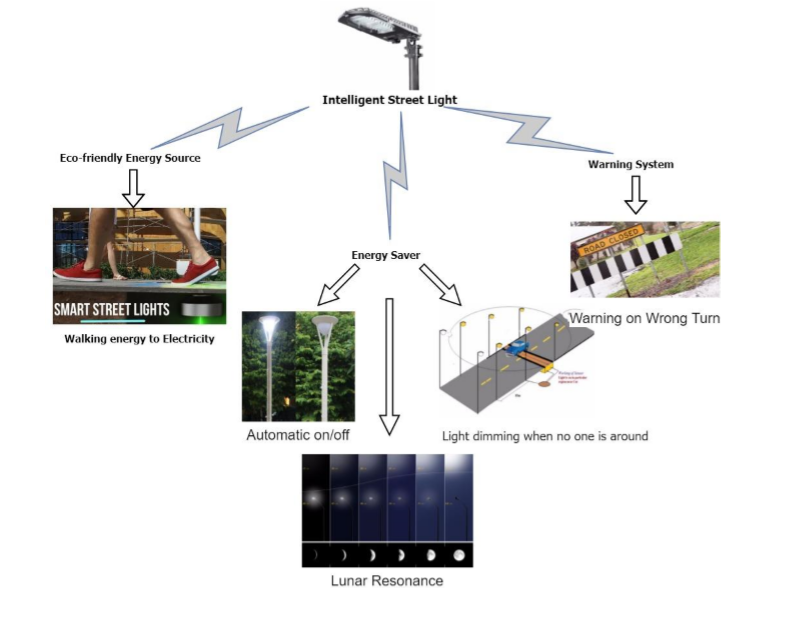 Intelligent Street Light
Eco-friendly Energy Source
Warning System
ROAD CLOSED
SMART STREET LIGHTS
Walking energy to Electricity
Energy Saver
Warning on Wrong Turn
Automatic on/off
Light dimming when no one is around
Lunar Resonance